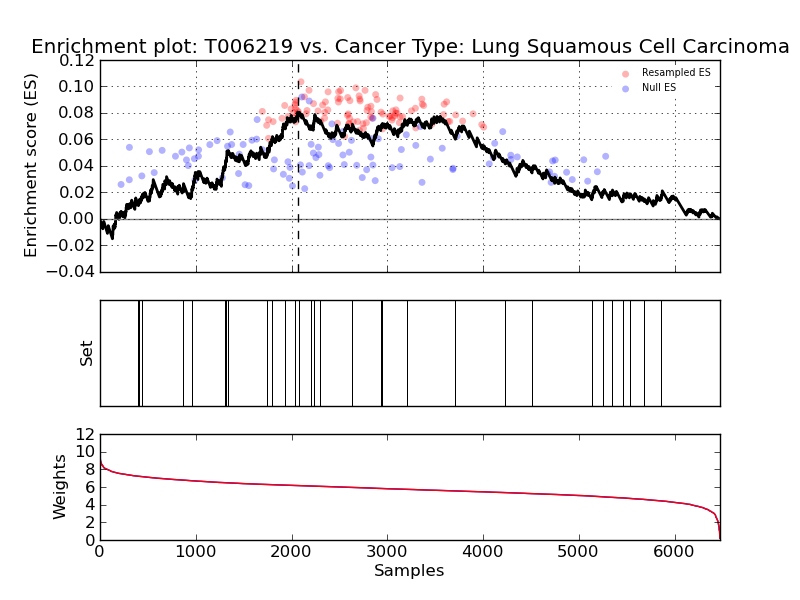 Enrichment plot: T006219 vs. Cancer Type: Lung Squamous Cell Carcinoma
0.12
0.10
0.08
0.06
0.04
0.02
0.00
−0.02
−0.04
Enrichment score (ES)
Resampled ES
Null ES
Set
12
10
8
6
4
2
0
Weights
0 1000 2000 3000 4000 5000 6000
Samples